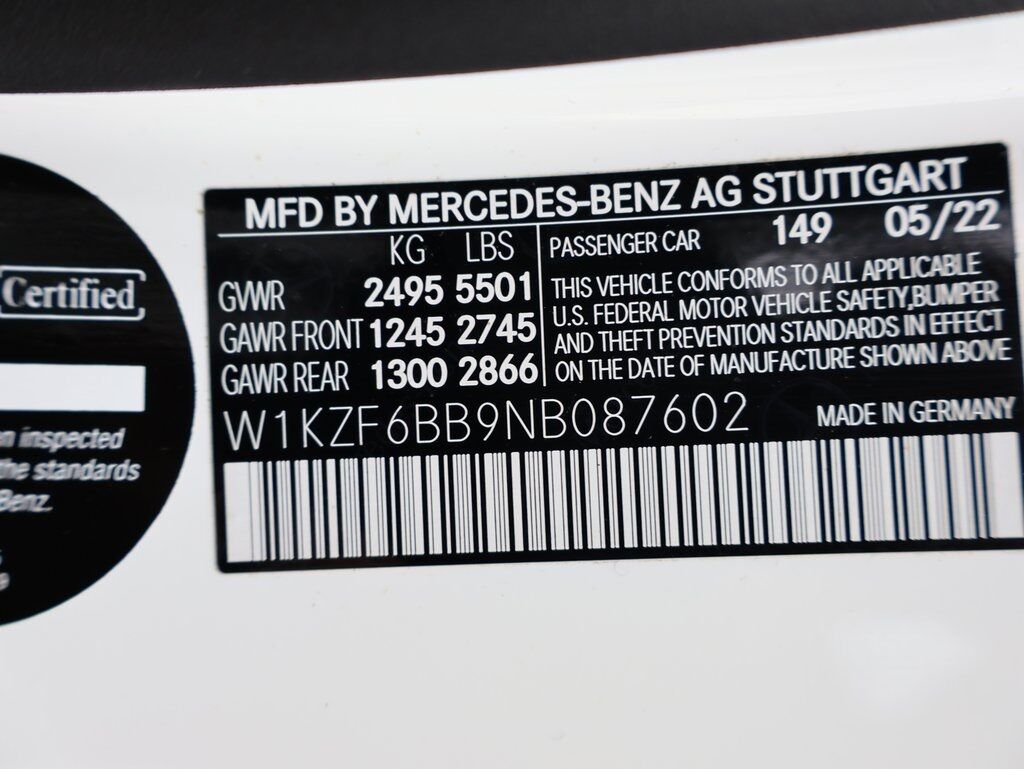 MFD BY MERCEDES-BENZ AG STUTTGART
KG LBS
GVWR 2495 5501
GAWR FRONT 1245 2745
GAWR REAR 1300 2866
PASSENGER CAR 149 05/22
THIS VEHICLE CONFORMS TO ALL APPLICABLE
U.S. FEDERAL MOTOR VEHICLE SAFETY,BUMPER
AND THEFT PREVENTION STANDARDS IN EFFECT
ON THE DATE OF MANUFACTURE SHOWN ABOVE
W1KZF6BB9NB087602 MADE IN GERMANY
Certified
inspected
the standards
Benz.